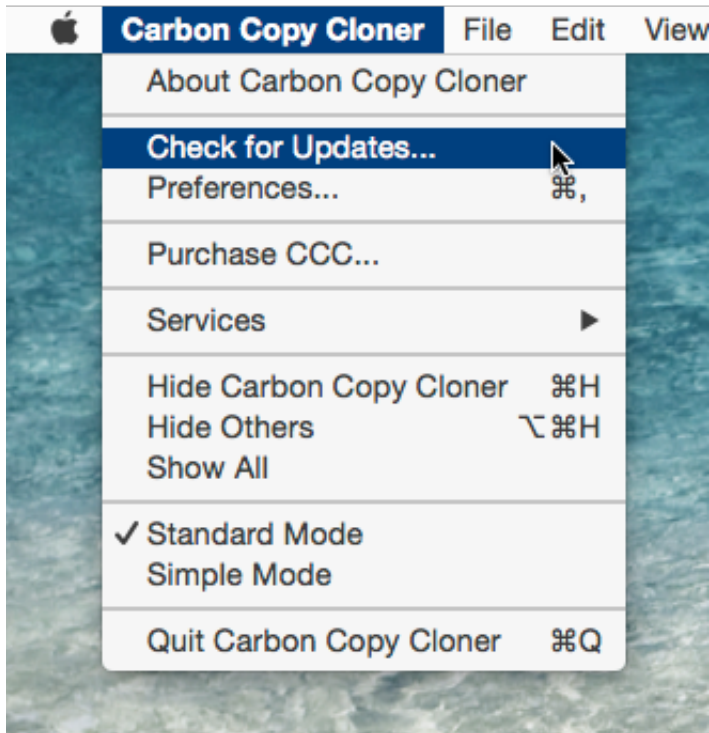 Carbon Copy Cloner File Edit View
About Carbon Copy Cloner
Check for Updates...
Preferences... ⌘,
Purchase CCC...
Services ▶
Hide Carbon Copy Cloner ⌘H
Hide Others ⌥⌘H
Show All
✓ Standard Mode
Simple Mode
Quit Carbon Copy Cloner ⌘Q